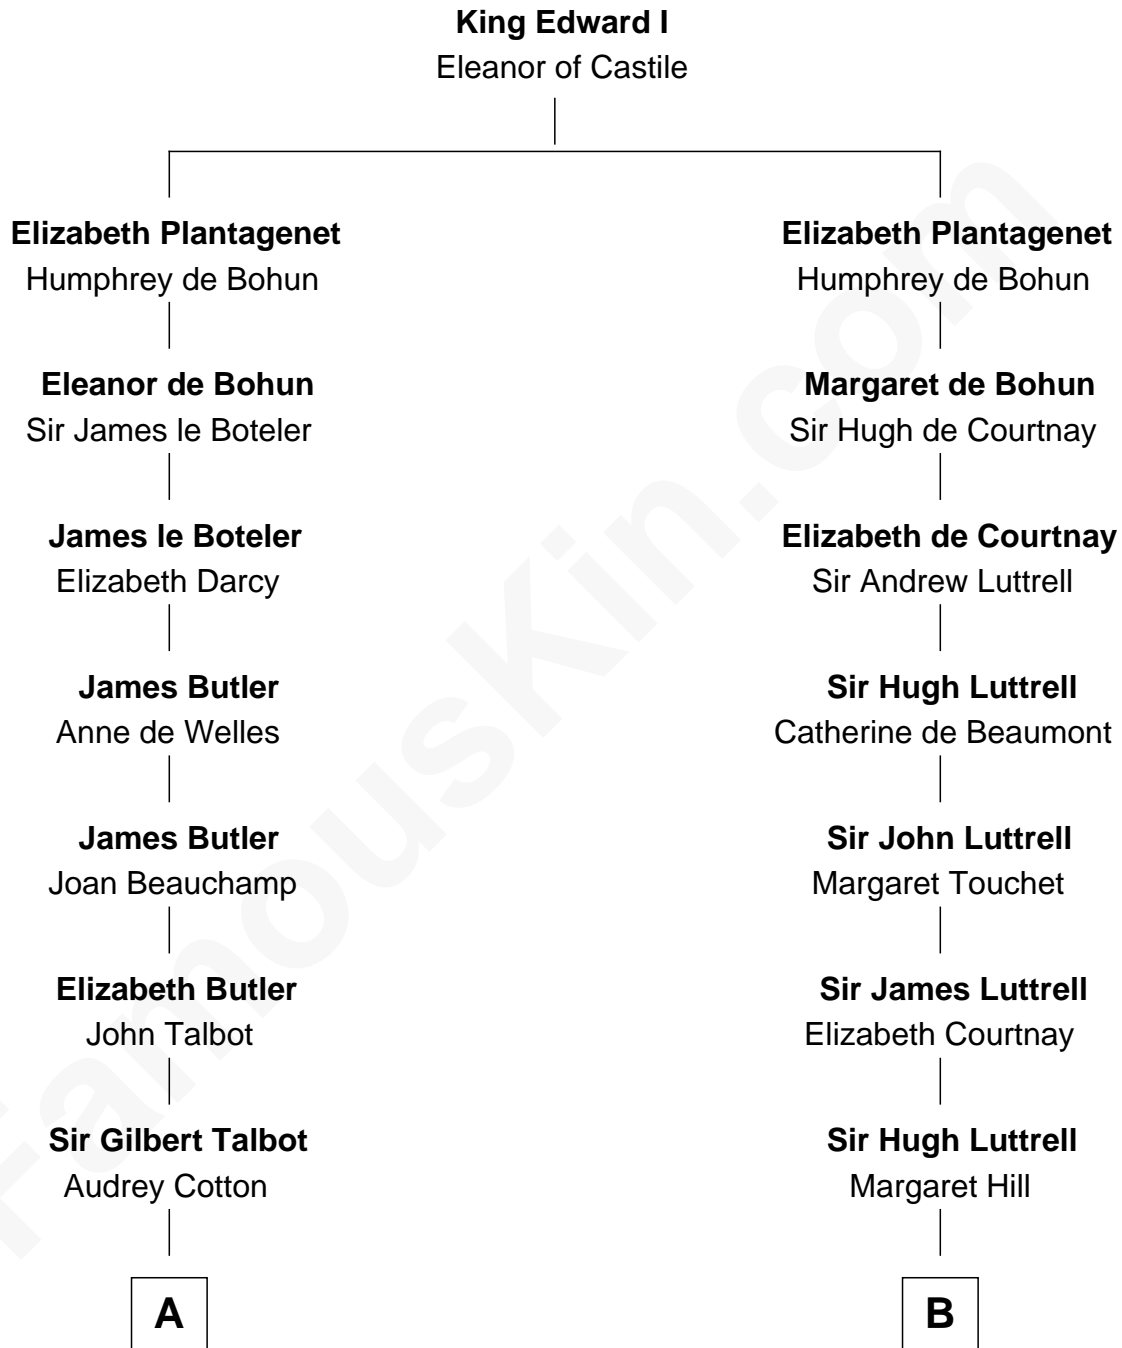 King Edward I
Eleanor of Castile
Elizabeth Plantagenet
Humphrey de Bohun
Eleanor de Bohun
Sir James le Boteler
James le Boteler
Elizabeth Darcy
James Butler
Anne de Welles
James Butler
Joan Beauchamp
Elizabeth Butler
John Talbot
Sir Gilbert Talbot
Audrey Cotton
A
Elizabeth Plantagenet
Humphrey de Bohun
Margaret de Bohun
Sir Hugh de Courtnay
Elizabeth de Courtnay
Sir Andrew Luttrell
Sir Hugh Luttrell
Catherine de Beaumont
Sir John Luttrell
Margaret Touchet
Sir James Luttrell
Elizabeth Courtnay
Sir Hugh Luttrell
Margaret Hill
B
FamousKin.com